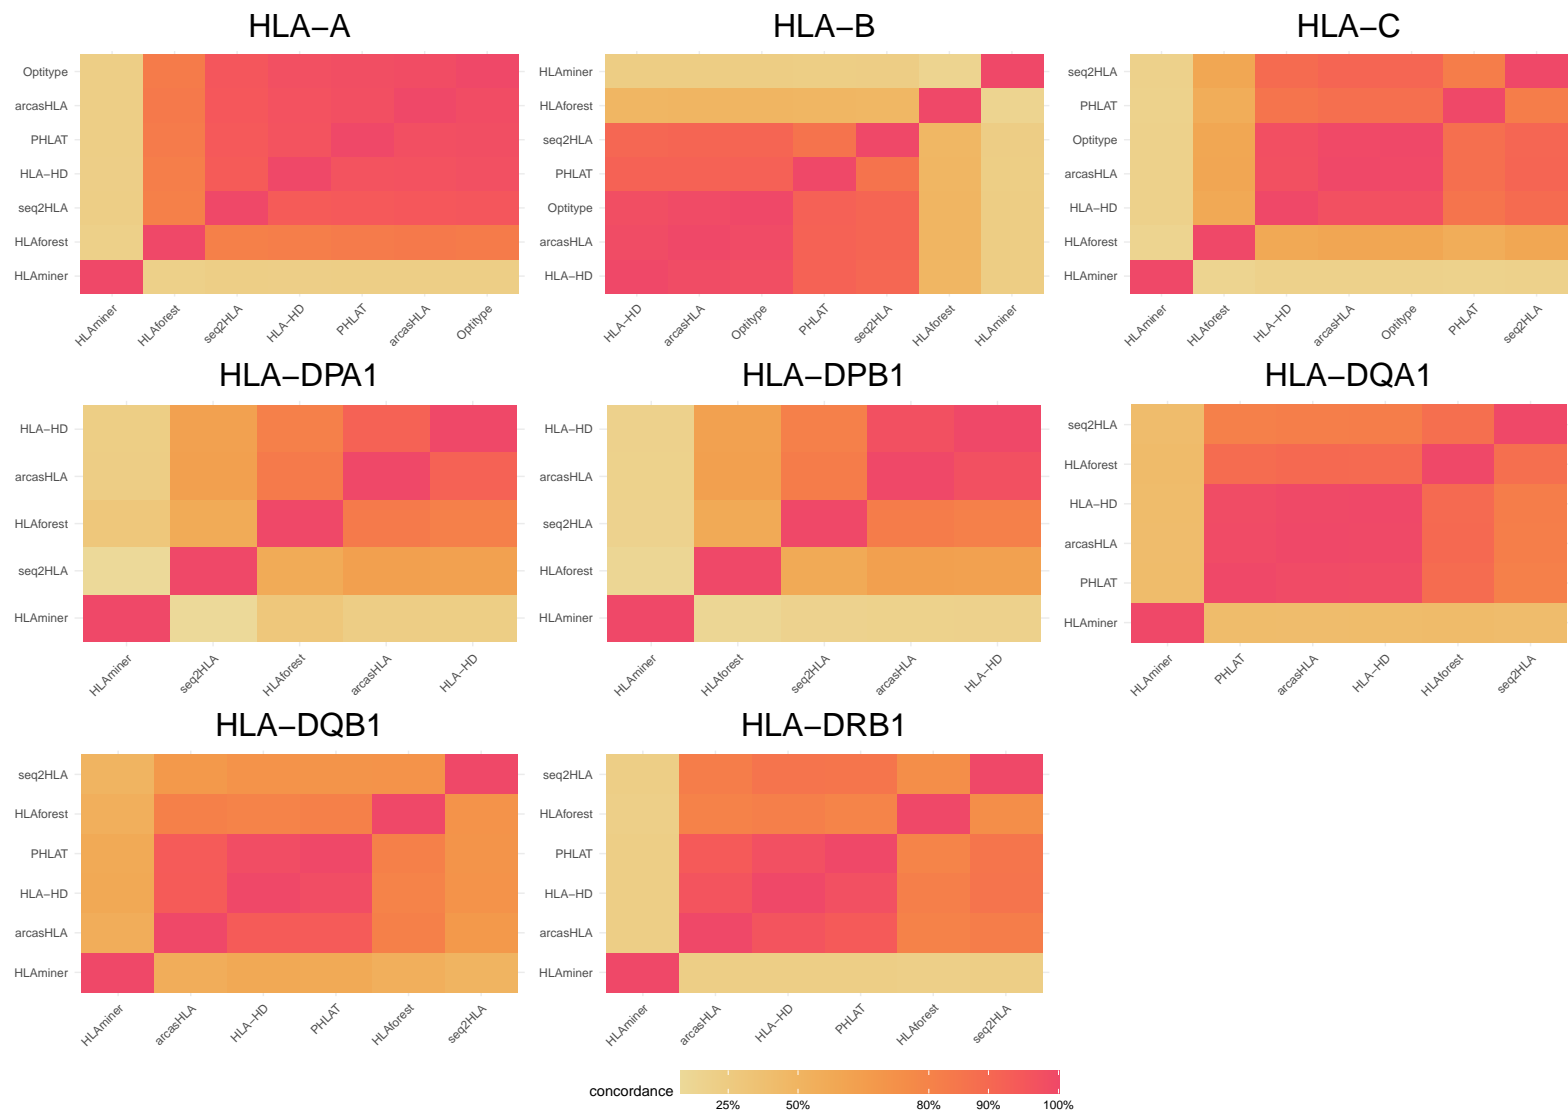 HLA−A
Optitype
arcasHLA
PHLAT
HLA−HD
seq2HLA
HLAforest
HLAminer
HLAminer
HLAforest
seq2HLA
HLA−HD
PHLAT
arcasHLA
Optitype
HLA−B
HLAminer
HLAforest
seq2HLA
PHLAT
Optitype
arcasHLA
HLA−HD
HLA−HD
arcasHLA
Optitype
PHLAT
seq2HLA
HLAforest
HLAminer
HLA−C
seq2HLA
PHLAT
Optitype
arcasHLA
HLA−HD
HLAforest
HLAminer
HLAminer
HLAforest
HLA−HD
arcasHLA
Optitype
PHLAT
seq2HLA
HLA−DPA1
HLA−HD
arcasHLA
HLAforest
seq2HLA
HLAminer
HLAminer
seq2HLA
HLAforest
arcasHLA
HLA−HD
HLA−DPB1
HLA−HD
arcasHLA
seq2HLA
HLAforest
HLAminer
HLAminer
HLAforest
seq2HLA
arcasHLA
HLA−HD
HLA−DQA1
seq2HLA
HLAforest
HLA−HD
arcasHLA
PHLAT
HLAminer
HLAminer
PHLAT
arcasHLA
HLA−HD
HLAforest
seq2HLA
HLA−DQB1
seq2HLA
HLAforest
PHLAT
HLA−HD
arcasHLA
HLAminer
HLAminer
arcasHLA
HLA−HD
PHLAT
HLAforest
seq2HLA
HLA−DRB1
seq2HLA
HLAforest
PHLAT
HLA−HD
arcasHLA
HLAminer
HLAminer
arcasHLA
HLA−HD
PHLAT
HLAforest
seq2HLA
concordance
25% 50% 80% 90% 100%